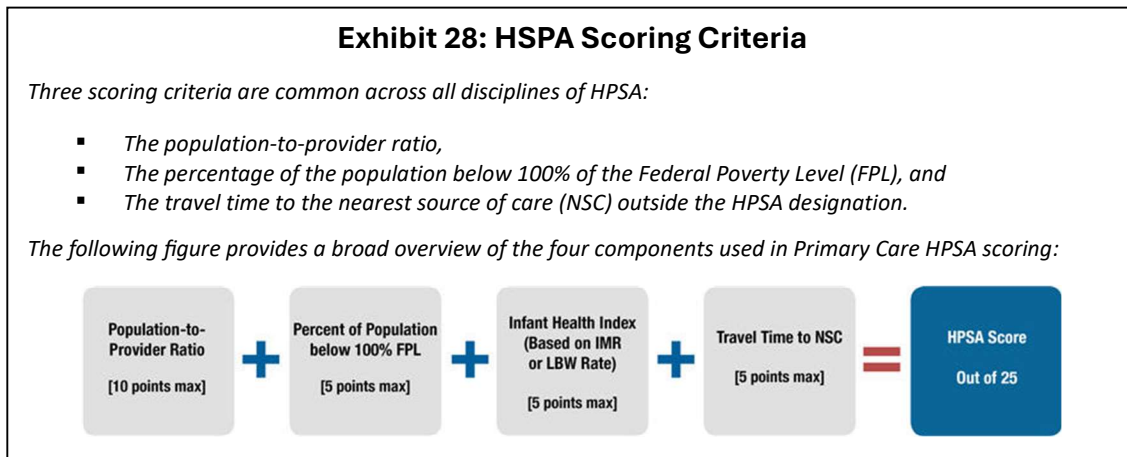 Exhibit 28: HSPA Scoring Criteria
Three scoring criteria are common across all disciplines of HPSA:
▪ The population-to-provider ratio,
▪ The percentage of the population below 100% of the Federal Poverty Level (FPL), and
▪ The travel time to the nearest source of care (NSC) outside the HPSA designation.
The following figure provides a broad overview of the four components used in Primary Care HPSA scoring:
Population-to-
Provider Ratio
[10 points max]
+
Percent of Population
below 100% FPL
[5 points max]
+
Infant Health Index
(Based on IMR
or LBW Rate)
[5 points max]
+
Travel Time to NSC
[5 points max]
=
HPSA Score
Out of 25